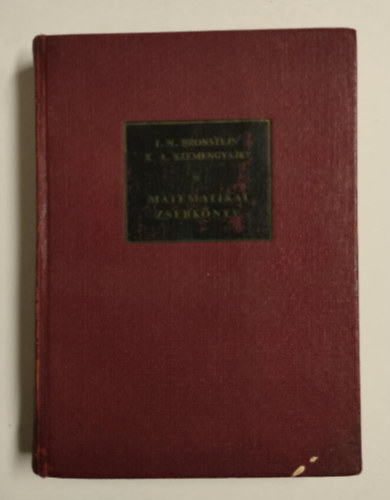 I. N. BRONSTEIN
K. A. SZEMENGYAJEV
MATEMATIKAI
ZSEBKÖNYV